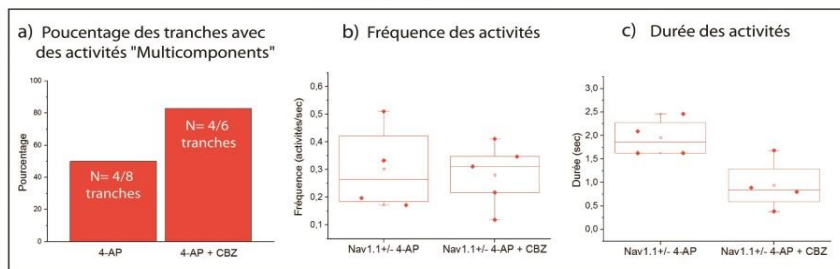 a) Poucentage des tranches avec
des activités "Multicomponents"
Pourcentage
100
80
60
40
20
0
N= 4/8
tranches
N= 4/6
tranches
4-AP
4-AP + CBZ
b) Fréquence des activités
Fréquence (activités/sec)
0,6
0,5
0,4
0,3
0,2
0,1
Nav1.1+/- 4-AP
Nav1.1+/- 4-AP + CBZ
c) Durée des activités
Durée (sec)
3,0
2,5
2,0
1,5
1,0
0,5
0,0
Nav1.1+/- 4-AP
Nav1.1+/- 4-AP + CBZ